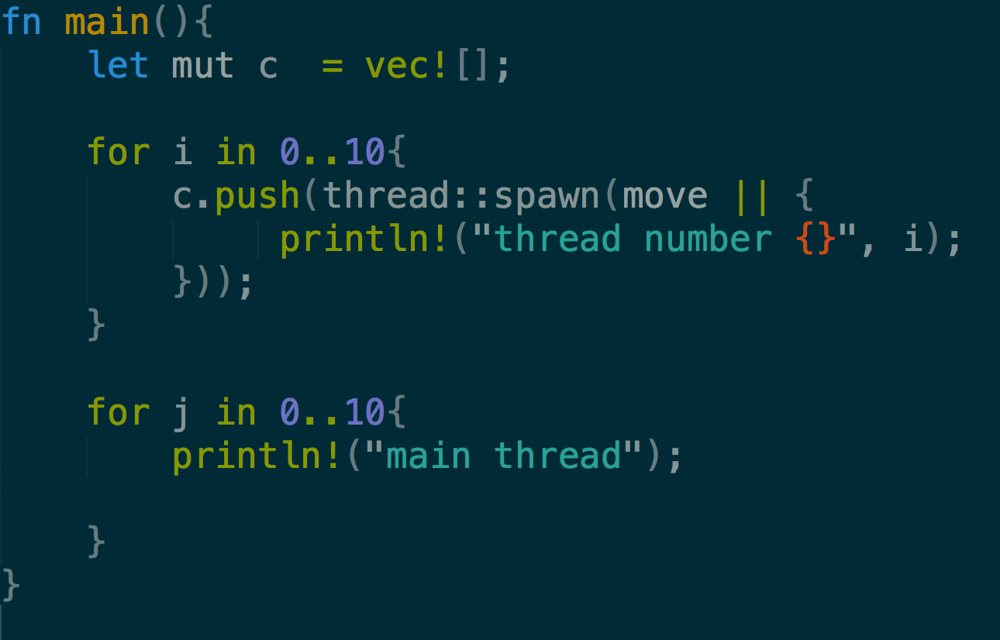 fn main(){
    let mut c  = vec![];
    for i in 0..10{
        c.push(thread::spawn(move || {
             println!("thread number {}", i);
        }));
    }
    for j in 0..10{
        println!("main thread");
    }
}